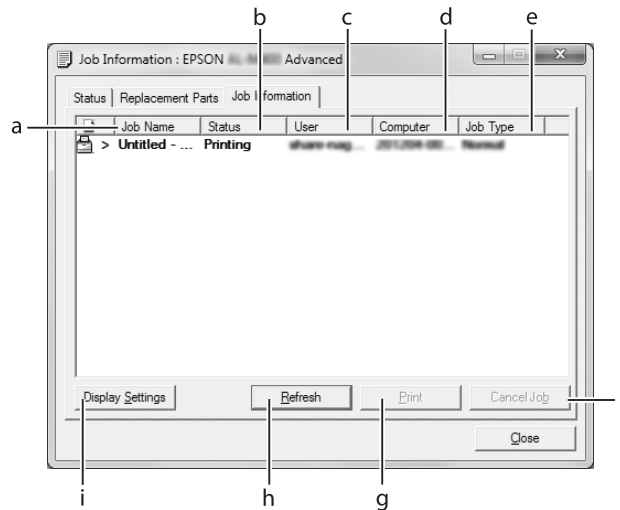 b c d e
Job Information : EPSON Advanced
Status Replacement Parts Job Information
a Job Name Status User Computer Job Type
> Untitled - ... Printing
Display Settings Refresh Print Cancel Job
Close
i h g